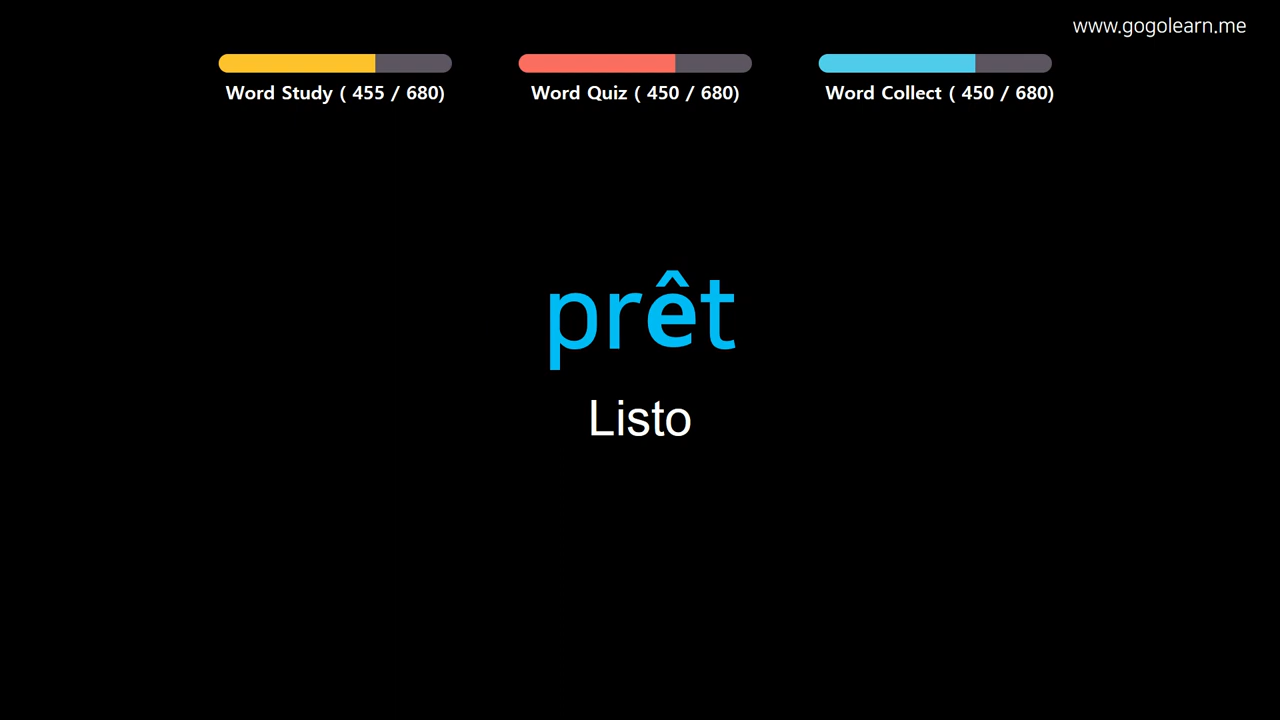 www.gogolearn.me
Word Study ( 455 / 680)
Word Quiz ( 450 / 680)
Word Collect ( 450 / 680)
prêt
Listo